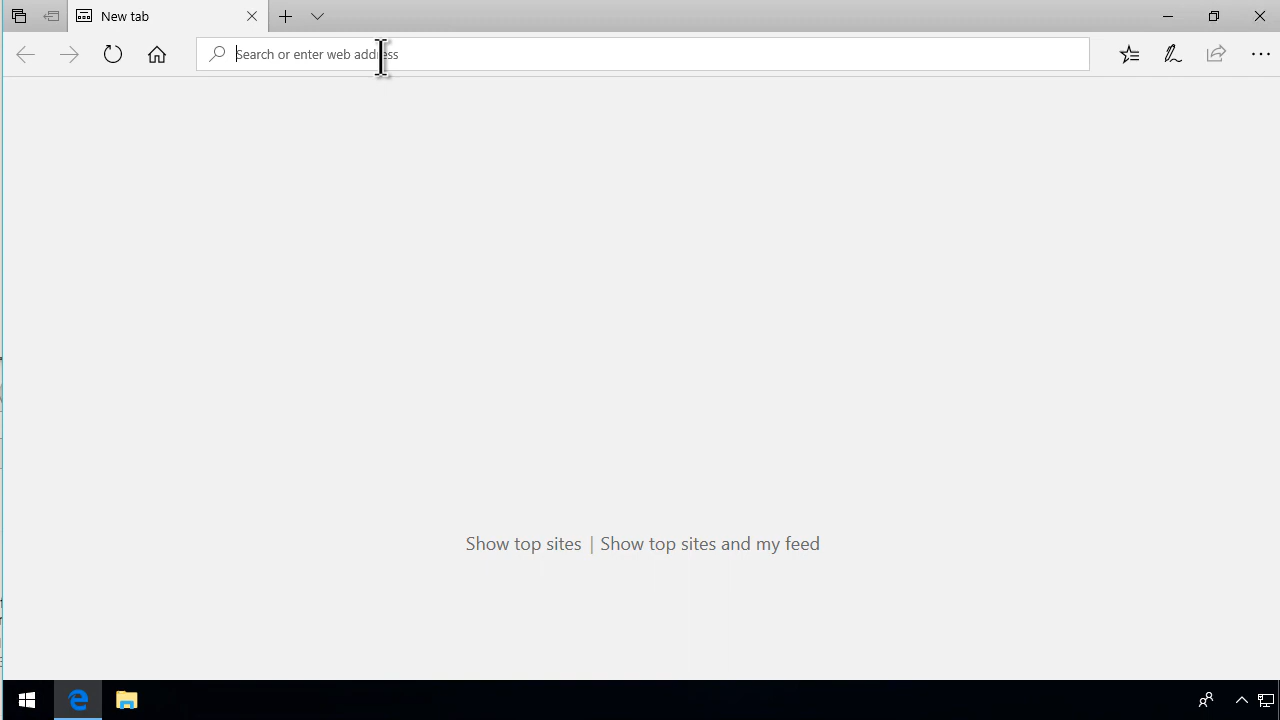 New tab
Search or enter web address
Show top sites | Show top sites and my feed